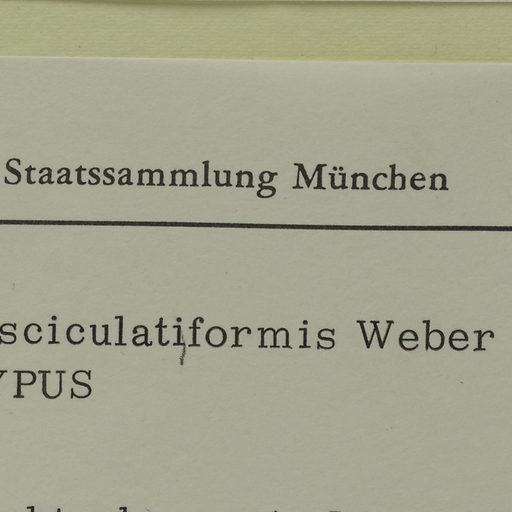 Staatssammlung München
sciculatiformis Weber
YPUS